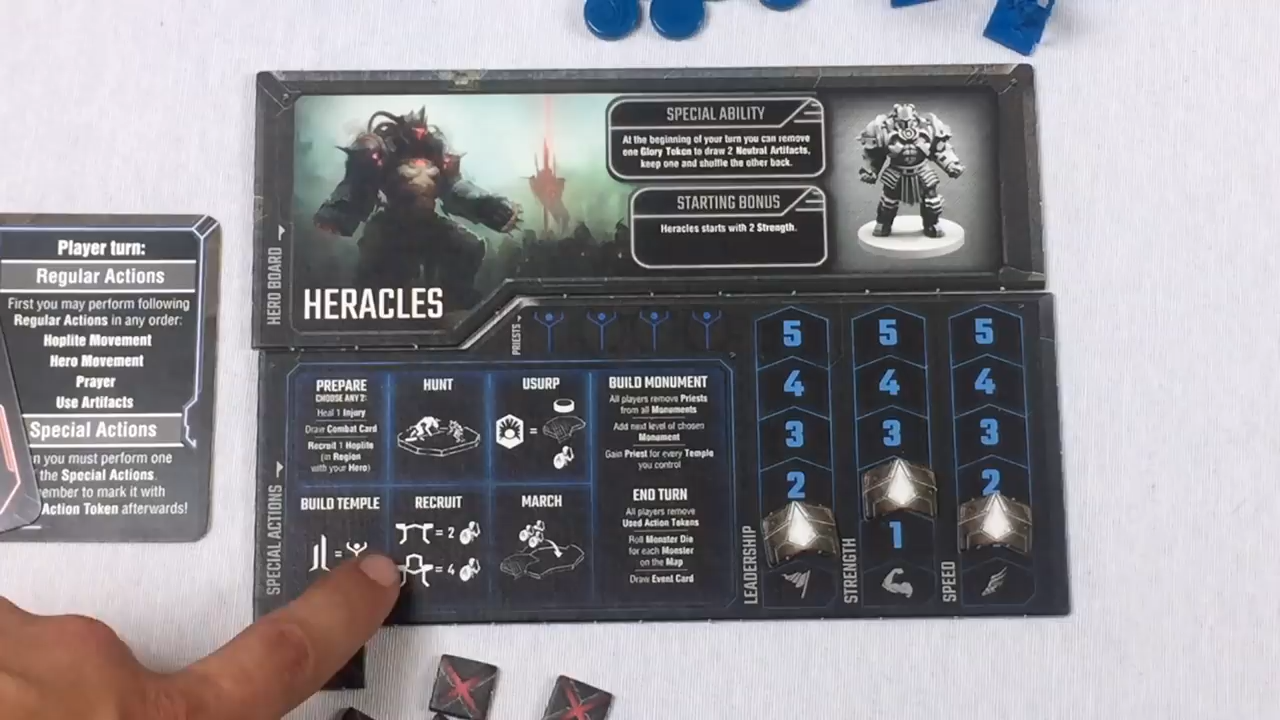 Player turn:
Regular Actions
First you may perform following
Regular Actions in any order:
Hoplite Movement
Hero Movement
Prayer
Use Artifacts
Special Actions
you must perform one
the Special Actions.
to mark it with
Action Token afterwards!
HERO BOARD
HERACLES
SPECIAL ABILITY
At the beginning of your turn you can remove
one Glory Token to draw 2 Neutral Artifacts,
keep one and shuffle the other back.
STARTING BONUS
Heracles starts with 2 Strength.
PRIESTS
SPECIAL ACTIONS
PREPARE
CHOOSE ANY 2:
Heal 1 Injury
Draw Combat Card
Recruit 1 Hoplite
(in Region
with your Hero)
HUNT
USURP
=
BUILD MONUMENT
All players remove Priests
from all Monuments
Add next level of chosen
Monument
Gain Priest for every Temple
you control
BUILD TEMPLE
=
RECRUIT
= 2
= 4
MARCH
END TURN
All players remove
Used Action Tokens
Roll Monster Die
for each Monster
on the Map
Draw Event Card
LEADERSHIP
5
4
3
2
STRENGTH
5
4
3
1
SPEED
5
4
3
2